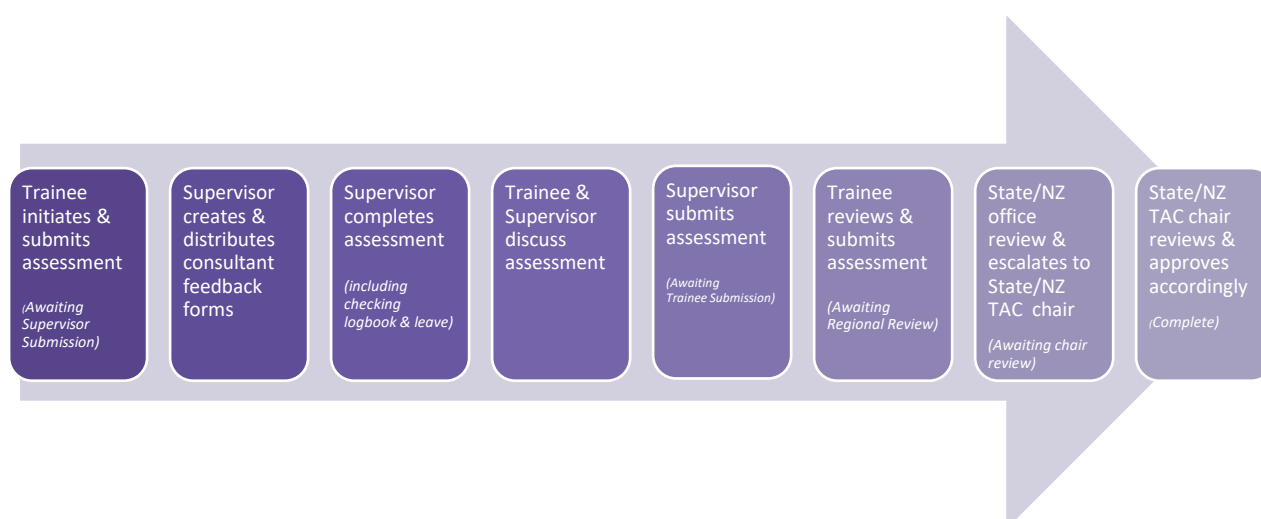 Trainee
initiates &
submits
assessment
(Awaiting
Supervisor
Submission)
Supervisor
creates &
distributes
consultant
feedback
forms
Supervisor
completes
assessment
(including
checking
logbook & leave)
Trainee &
Supervisor
discuss
assessment
Supervisor
submits
assessment
(Awaiting
Trainee Submission)
Trainee
reviews &
submits
assessment
(Awaiting
Regional Review)
State/NZ
office
review &
escalates to
State/NZ
TAC chair
(Awaiting chair
review)
State/NZ
TAC chair
reviews &
approves
accordingly
(Complete)